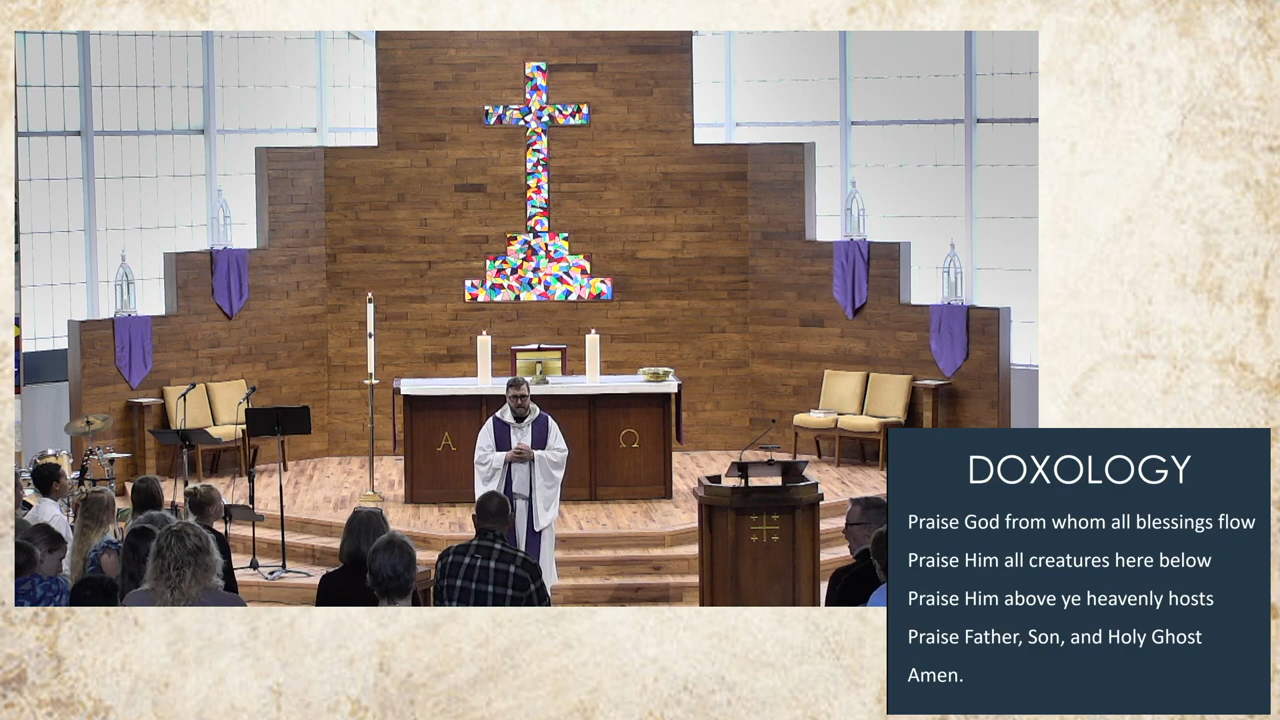 Α
Ω
DOXOLOGY
Praise God from whom all blessings flow
Praise Him all creatures here below
Praise Him above ye heavenly hosts
Praise Father, Son, and Holy Ghost
Amen.